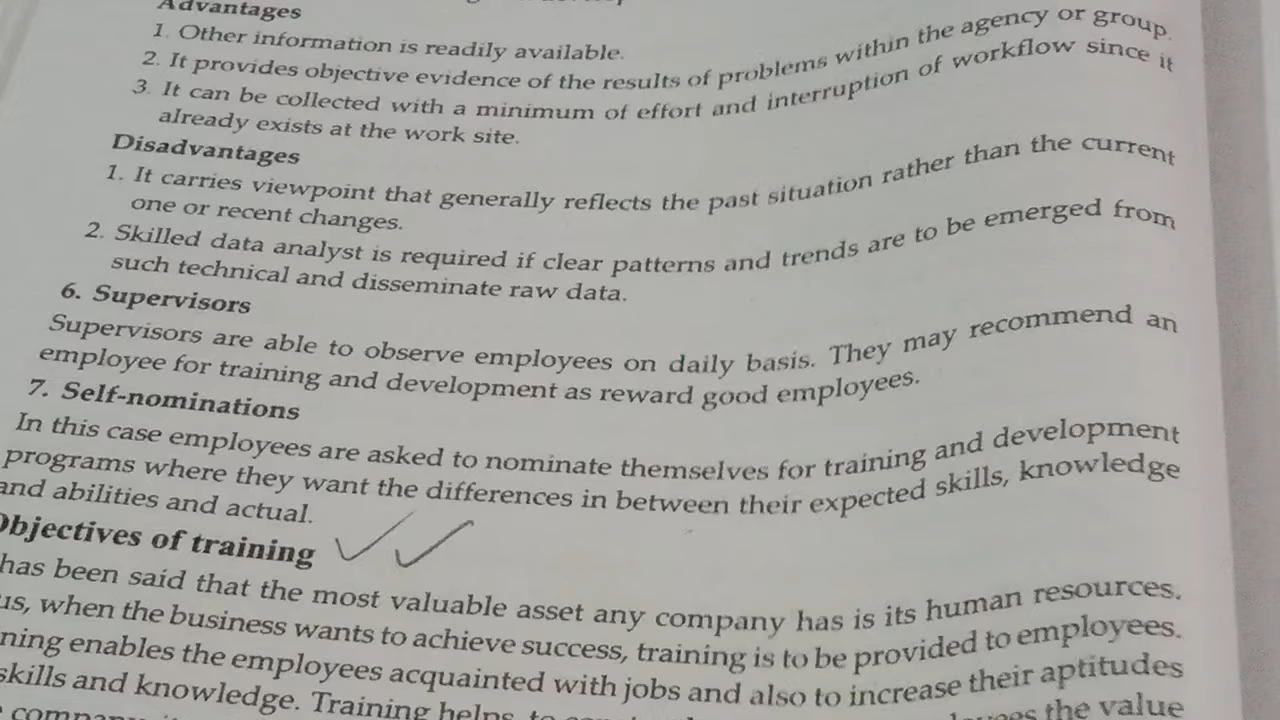 Advantages
1. Other information is readily available.
2. It provides objective evidence of the results of problems within the agency or group.
3. It can be collected with a minimum of effort and interruption of workflow since it
already exists at the work site.
Disadvantages
1. It carries viewpoint that generally reflects the past situation rather than the current
one or recent changes.
2. Skilled data analyst is required if clear patterns and trends are to be emerged from
such technical and disseminate raw data.
6. Supervisors
Supervisors are able to observe employees on daily basis. They may recommend an
employee for training and development as reward good employees.
7. Self-nominations
In this case employees are asked to nominate themselves for training and development
programs where they want the differences in between their expected skills, knowledge
and abilities and actual.
Objectives of training
has been said that the most valuable asset any company has is its human resources.
us, when the business wants to achieve success, training is to be provided to employees.
ning enables the employees acquainted with jobs and also to increase their aptitudes
skills and knowledge. Training helps to
the value